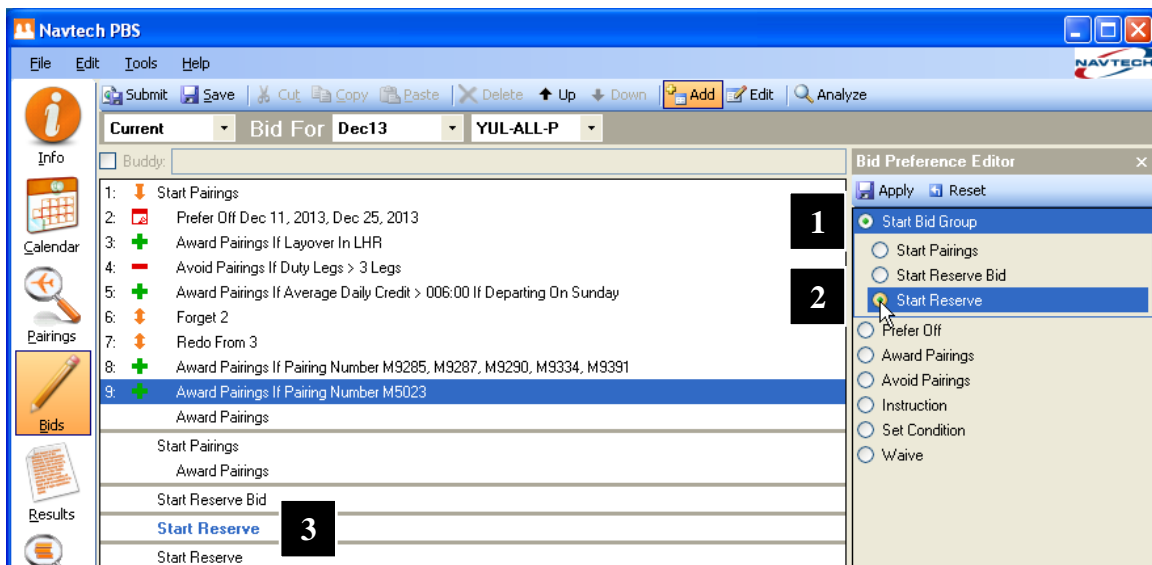 Navtech PBS
File Edit Tools Help
NAVTECH
Submit Save Cut Copy Paste Delete Up Down Add Edit Analyze
Current Bid For Dec13 YUL-ALL-P
Info
Buddy:
Bid Preference Editor
Apply Reset
1: Start Pairings
2: Prefer Off Dec 11, 2013, Dec 25, 2013
3: Award Pairings If Layover In LHR
4: Avoid Pairings If Duty Legs > 3 Legs
5: Award Pairings If Average Daily Credit > 006:00 If Departing On Sunday
6: Forget 2
7: Redo From 3
8: Award Pairings If Pairing Number M9285, M9287, M9290, M9334, M9391
9: Award Pairings If Pairing Number M5023
Award Pairings
Start Pairings
Award Pairings
Start Reserve Bid
Start Reserve
3
Start Reserve
1
Start Bid Group
Start Pairings
Start Reserve Bid
2
Start Reserve
Prefer Off
Award Pairings
Avoid Pairings
Instruction
Set Condition
Waive
Calendar
Pairings
Bids
Results